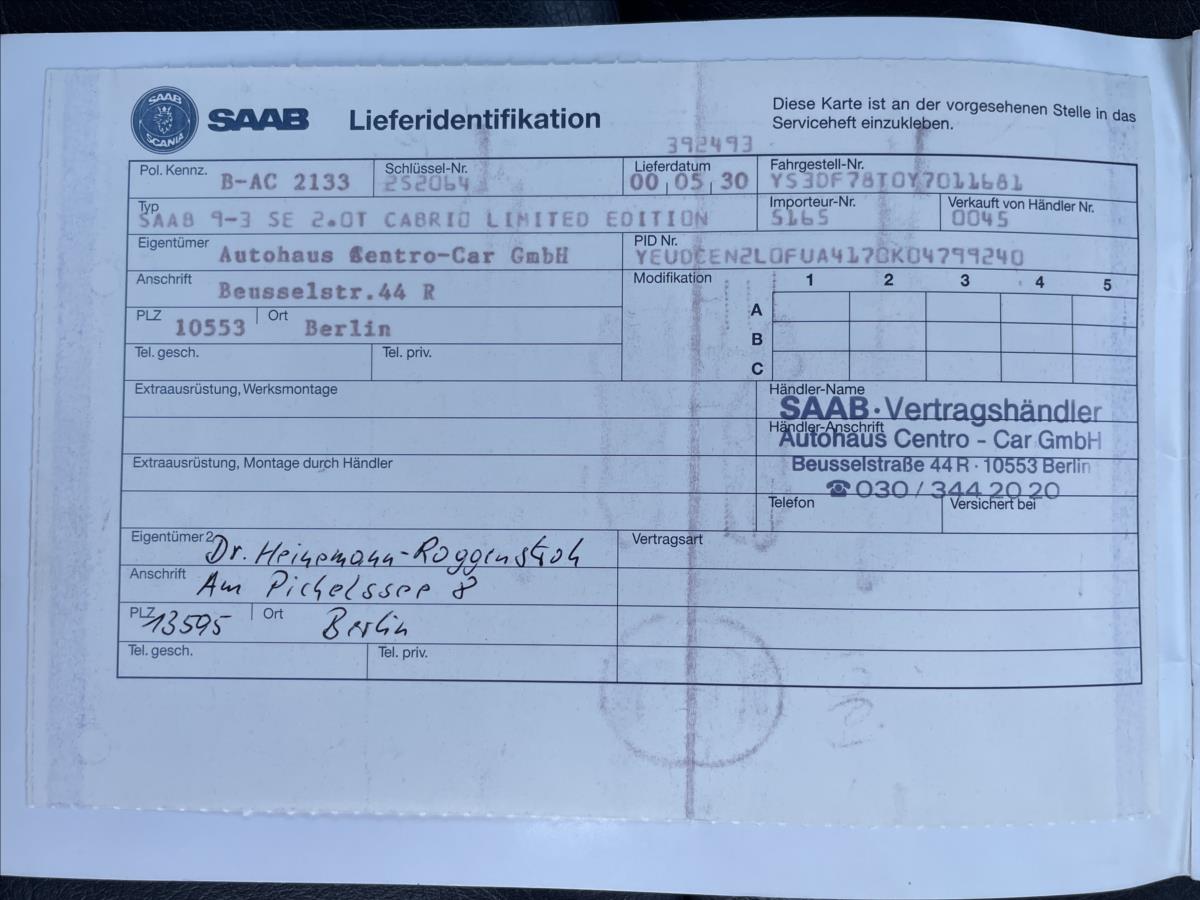 SAAB SCANIA
SAAB Lieferidentifikation
Diese Karte ist an der vorgesehenen Stelle in das
Serviceheft einzukleben.
392493
Pol. Kennz. B-AC 2133
Schlüssel-Nr. 252064
Lieferdatum 00 05 30
Fahrgestell-Nr. YS3DF78T0Y7011681
Typ SAAB 9-3 SE 2.0T CABRIO LIMITED EDITION
Importeur-Nr. 5165
Verkauft von Händler Nr. 0045
Eigentümer Autohaus Centro-Car GmbH
PID Nr. YEUDCEN2LOFUA4170K04799240
Anschrift Beusselstr.44 R
Modifikation 1 2 3 4 5
A
B
C
PLZ 10553 Ort Berlin
Tel. gesch. Tel. priv.
Extraausrüstung, Werksmontage
Händler-Name
SAAB · Vertragshändler
Händler-Anschrift
Autohaus Centro - Car GmbH
Extraausrüstung, Montage durch Händler
Beusselstraße 44 R · 10553 Berlin
☎ 030 / 344 20 20
Telefon Versichert bei
Eigentümer 2 Dr. Heinemann-Roggenstroh
Vertragsart
Anschrift Am Pichelssee 8
PLZ 13595 Ort Berlin
Tel. gesch. Tel. priv.